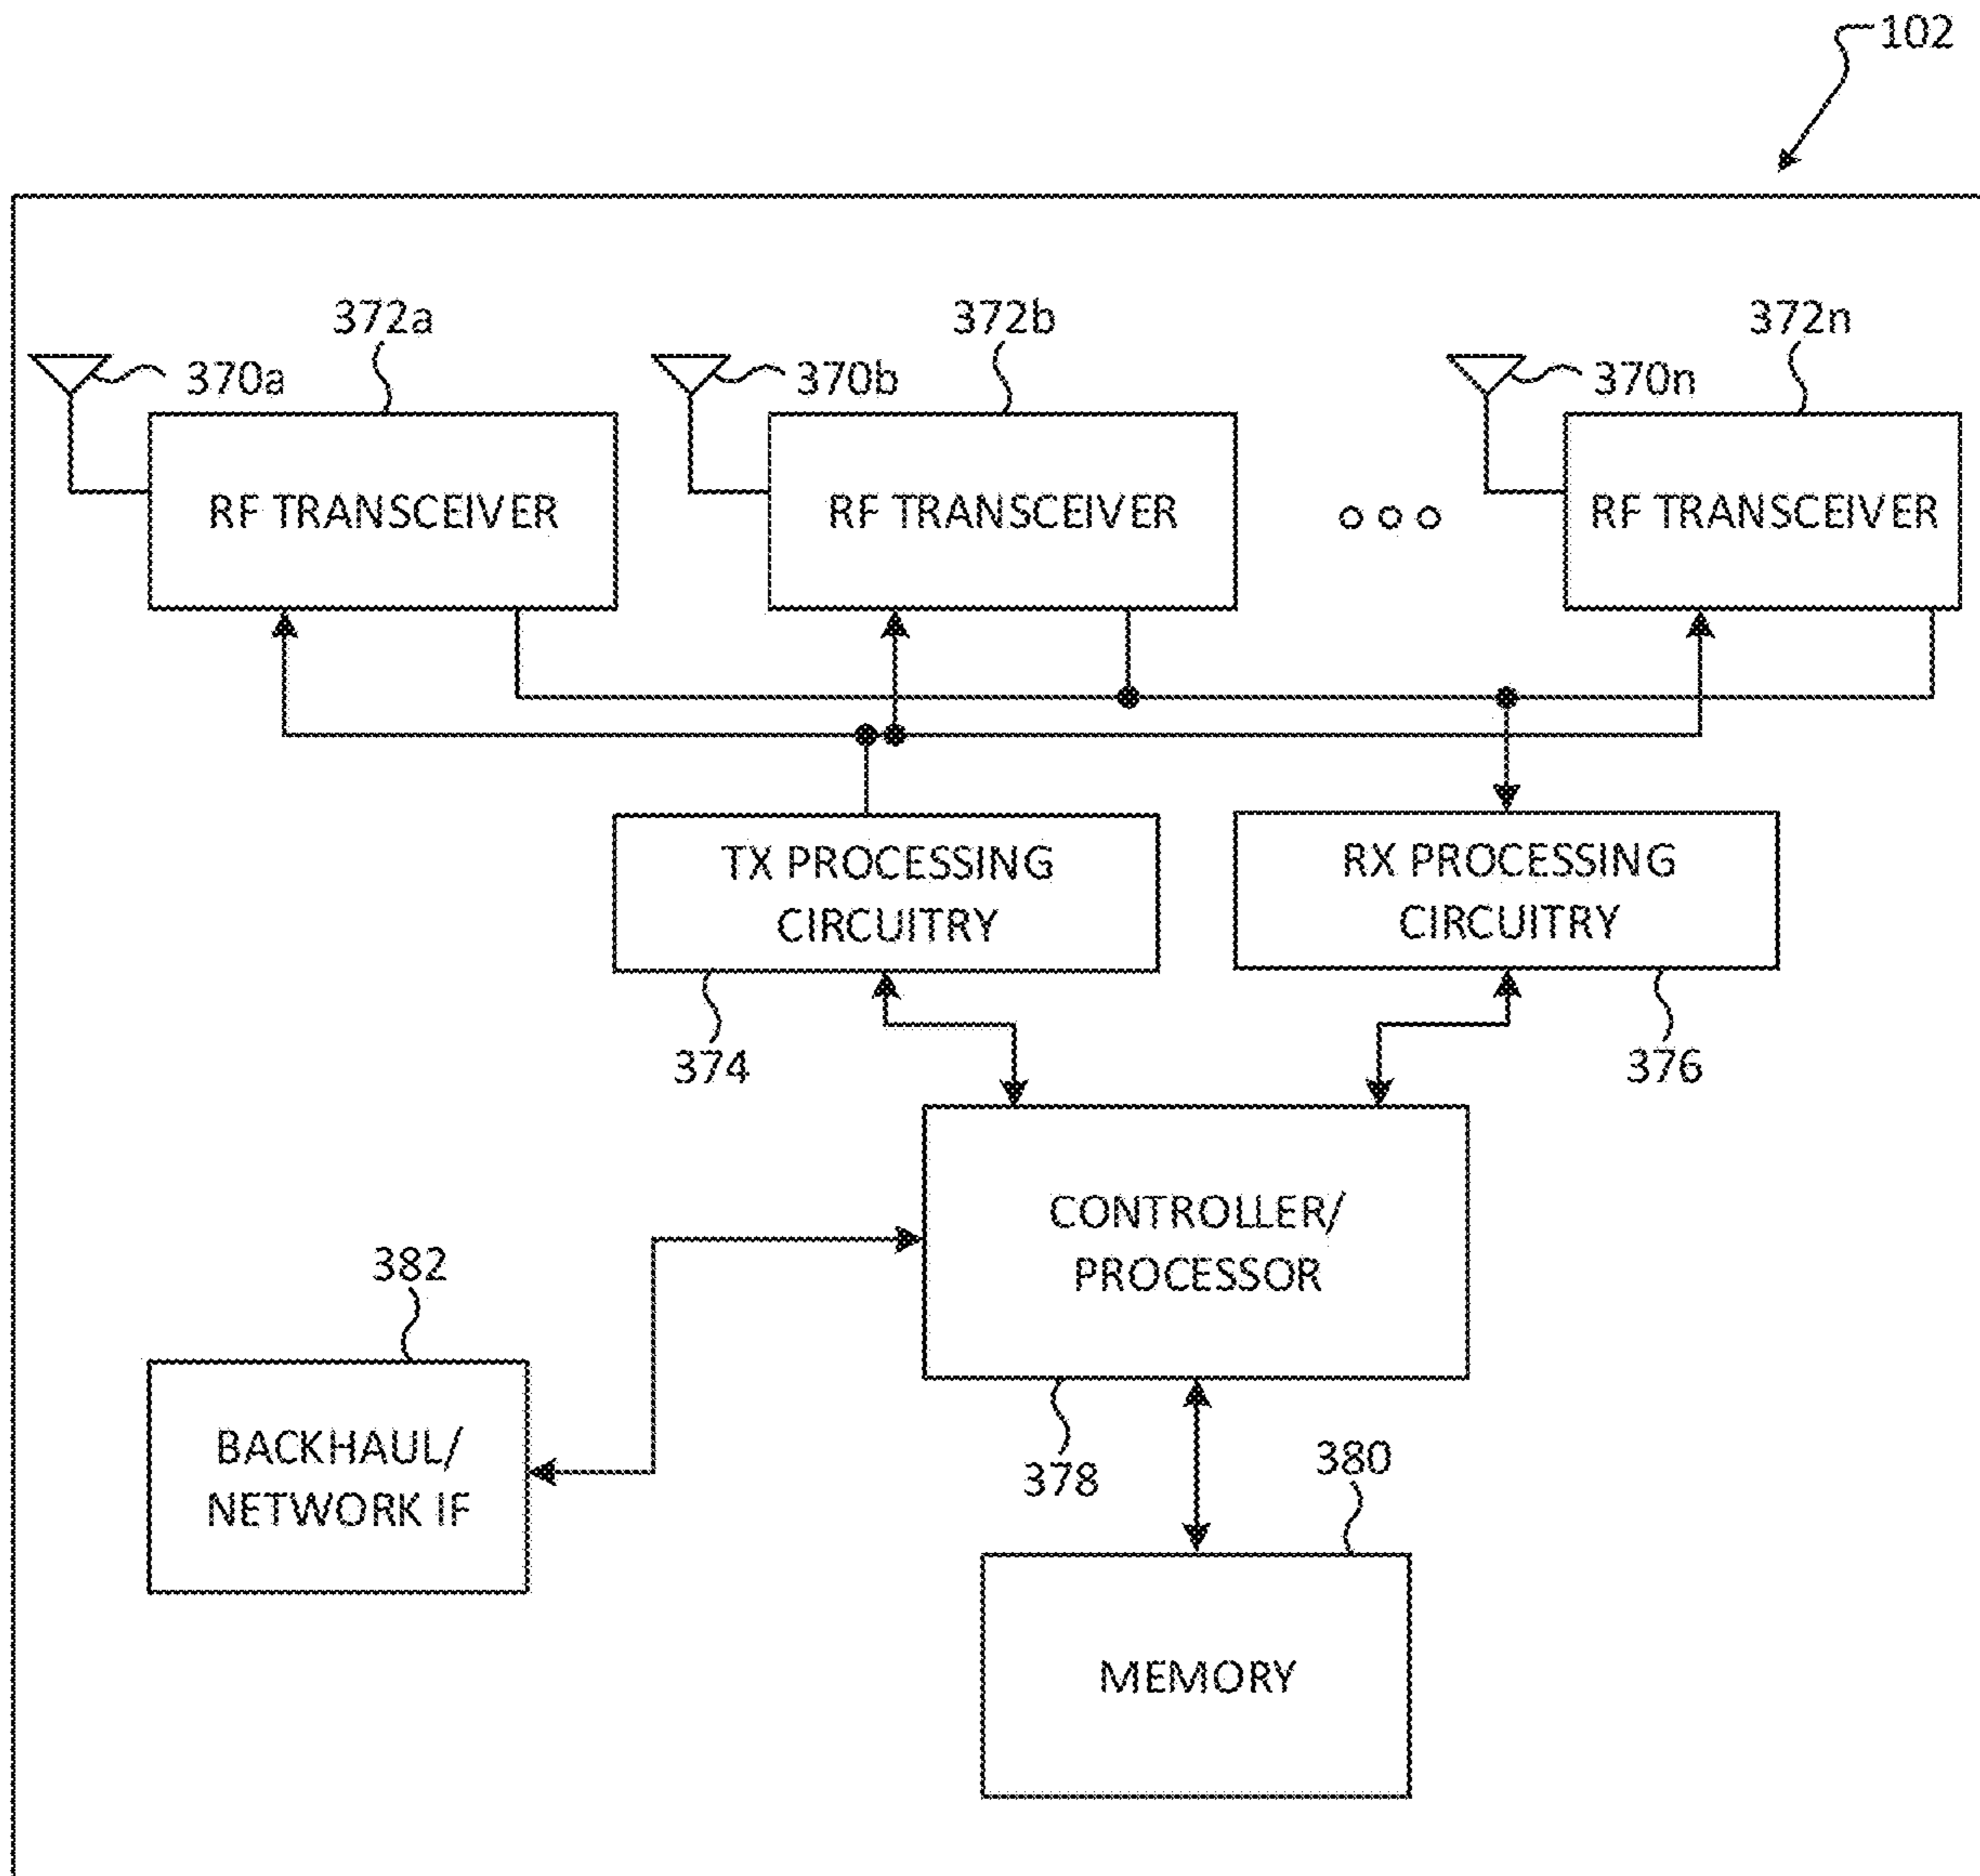 102
372a
372b
372n
370a
370b
370n
RF TRANSCEIVER
RF TRANSCEIVER
RF TRANSCEIVER
TX PROCESSING
CIRCUITRY
RX PROCESSING
CIRCUITRY
374
376
CONTROLLER/
PROCESSOR
382
BACKHAUL/
NETWORK IF
378
380
MEMORY